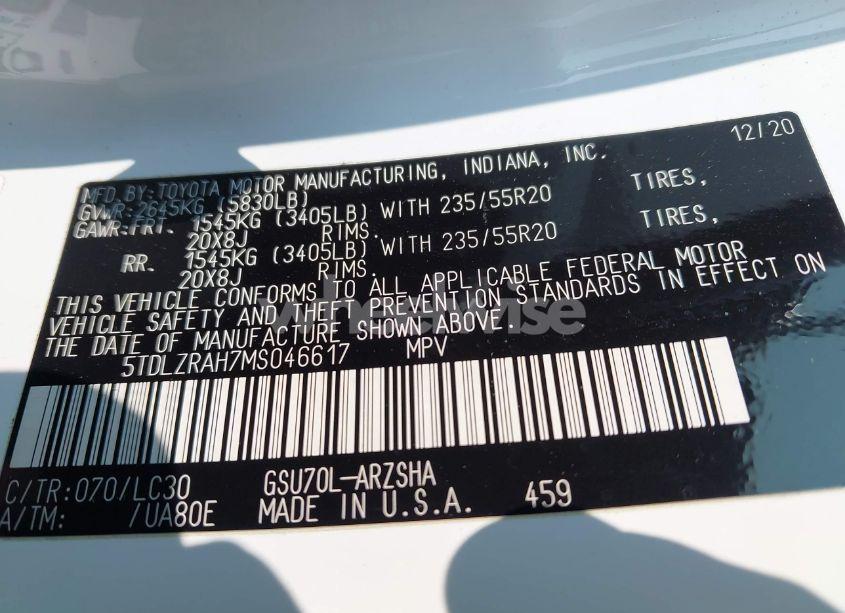 12/20
MFD. BY: TOYOTA MOTOR MANUFACTURING, INDIANA, INC.
GVWR: 2645KG (5830LB)
GAWR: FRT. 1545KG (3405LB) WITH 235/55R20 TIRES,
20X8J RIMS.
RR. 1545KG (3405LB) WITH 235/55R20 TIRES,
20X8J RIMS.
THIS VEHICLE CONFORMS TO ALL APPLICABLE FEDERAL MOTOR
VEHICLE SAFETY AND THEFT PREVENTION STANDARDS IN EFFECT ON
THE DATE OF MANUFACTURE SHOWN ABOVE.
5TDLZRAH7MS046617 MPV
C/TR: 070/LC30 GSU70L-ARZSHA
A/TM: /UA80E MADE IN U.S.A. 459